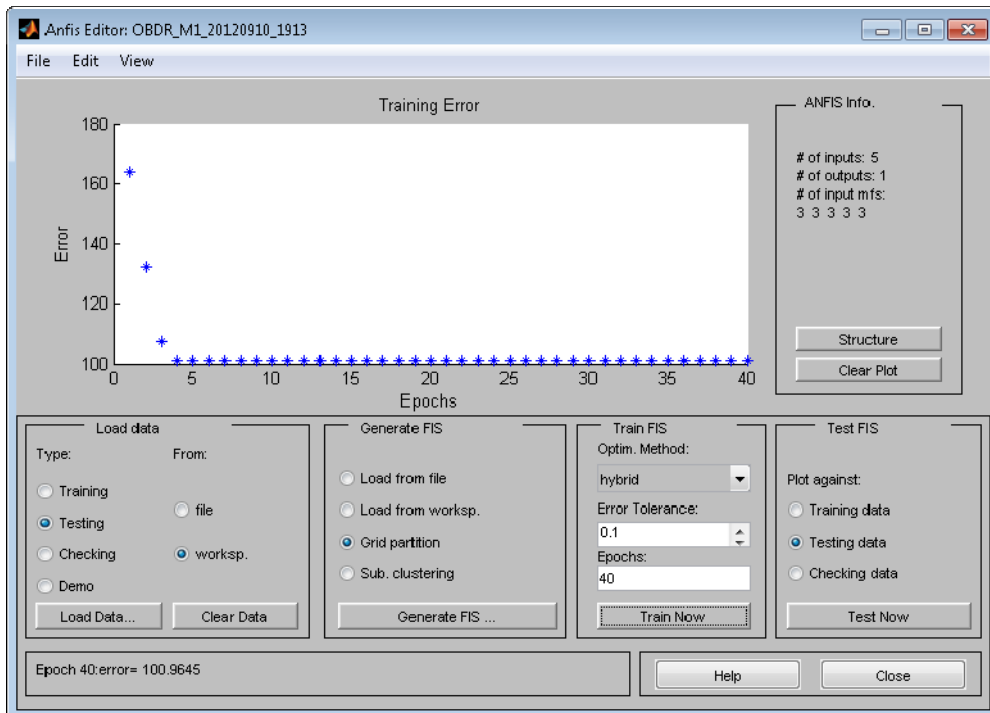 Anfis Editor: OBDR_M1_20120910_1913
File Edit View
Training Error
180
160
140
120
100
Error
0 5 10 15 20 25 30 35 40
Epochs
ANFIS Info.
# of inputs: 5
# of outputs: 1
# of input mfs:
3 3 3 3 3
Structure
Clear Plot
Load data
Type: From:
Training
file
Testing
Checking
worksp.
Demo
Load Data... Clear Data
Generate FIS
Load from file
Load from worksp.
Grid partition
Sub. clustering
Generate FIS ...
Train FIS
Optim. Method:
hybrid
Error Tolerance:
0.1
Epochs:
40
Train Now
Test FIS
Plot against:
Training data
Testing data
Checking data
Test Now
Epoch 40:error= 100.9645
Help Close